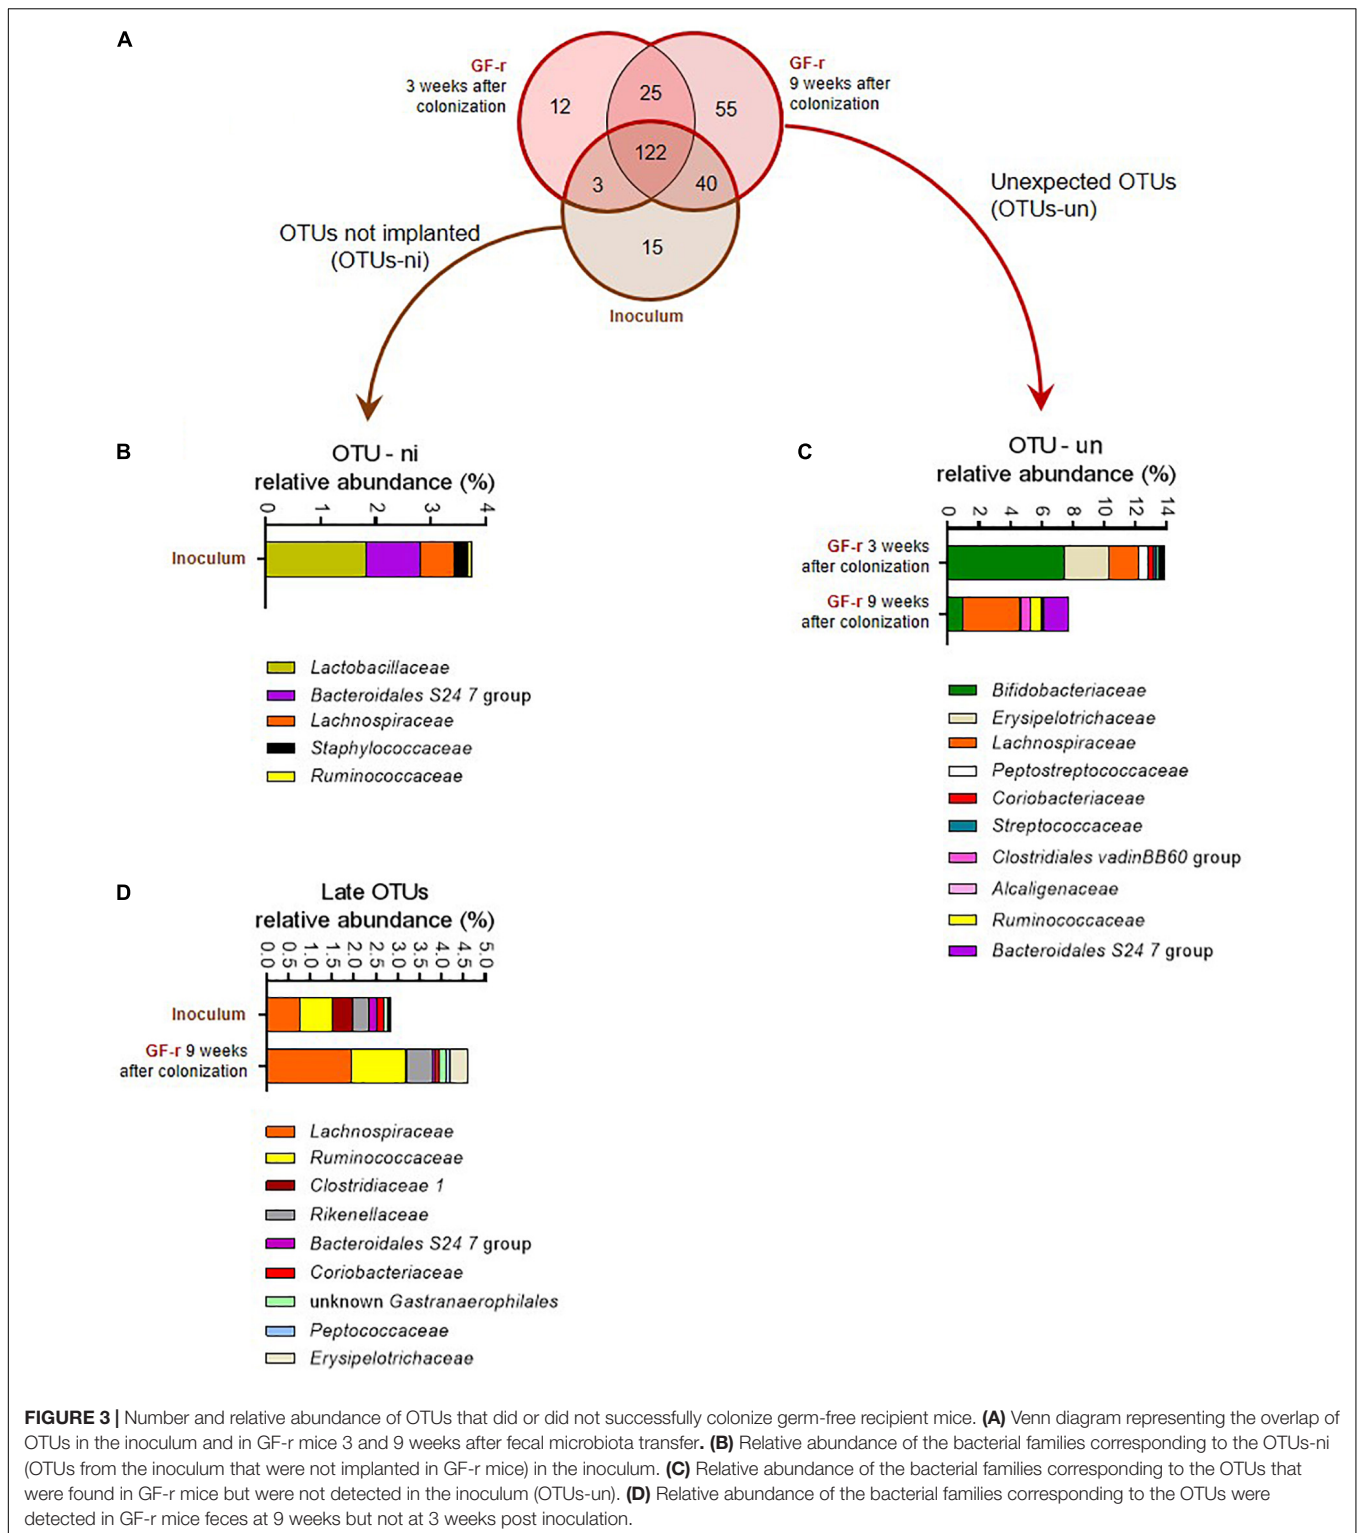 A
GF-r
3 weeks after
colonization
GF-r
9 weeks after
colonization
12
25
55
122
3
40
15
Inoculum
OTUs not implanted
(OTUs-ni)
Unexpected OTUs
(OTUs-un)
B
OTU - ni
relative abundance (%)
0 1 2 3 4
Inoculum
Lactobacillaceae
Bacteroidales S24 7 group
Lachnospiraceae
Staphylococcaceae
Ruminococcaceae
C
OTU - un
relative abundance (%)
0 2 4 6 8 10 12 14
GF-r 3 weeks
after colonization
GF-r 9 weeks
after colonization
Bifidobacteriaceae
Erysipelotrichaceae
Lachnospiraceae
Peptostreptococcaceae
Coriobacteriaceae
Streptococcaceae
Clostridiales vadinBB60 group
Alcaligenaceae
Ruminococcaceae
Bacteroidales S24 7 group
D
Late OTUs
relative abundance (%)
0.0 0.5 1.0 1.5 2.0 2.5 3.0 3.5 4.0 4.5 5.0
Inoculum
GF-r 9 weeks
after colonization
Lachnospiraceae
Ruminococcaceae
Clostridiaceae 1
Rikenellaceae
Bacteroidales S24 7 group
Coriobacteriaceae
unknown Gastranaerophilales
Peptococcaceae
Erysipelotrichaceae
FIGURE 3 | Number and relative abundance of OTUs that did or did not successfully colonize germ-free recipient mice. (A) Venn diagram representing the overlap of
OTUs in the inoculum and in GF-r mice 3 and 9 weeks after fecal microbiota transfer. (B) Relative abundance of the bacterial families corresponding to the OTUs-ni
(OTUs from the inoculum that were not implanted in GF-r mice) in the inoculum. (C) Relative abundance of the bacterial families corresponding to the OTUs that
were found in GF-r mice but were not detected in the inoculum (OTUs-un). (D) Relative abundance of the bacterial families corresponding to the OTUs were
detected in GF-r mice feces at 9 weeks but not at 3 weeks post inoculation.